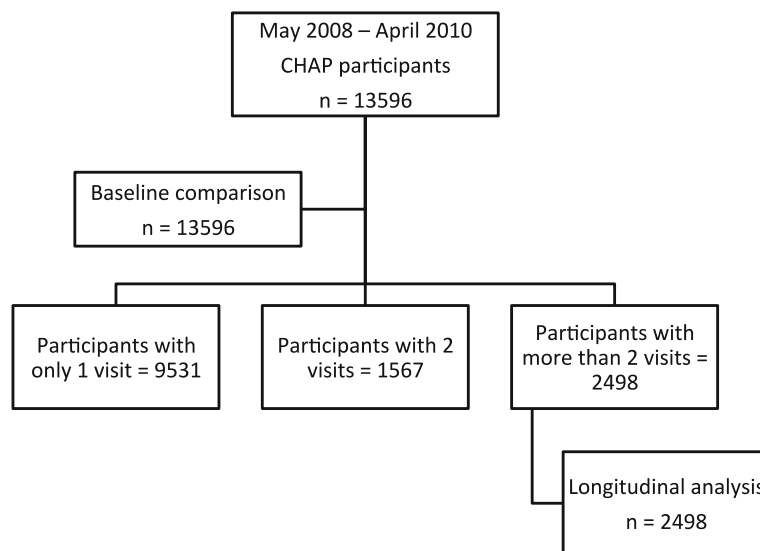 May 2008 – April 2010
CHAP participants
n = 13596
Baseline comparison
n = 13596
Participants with
only 1 visit = 9531
Participants with 2
visits = 1567
Participants with
more than 2 visits =
2498
Longitudinal analysis
n = 2498